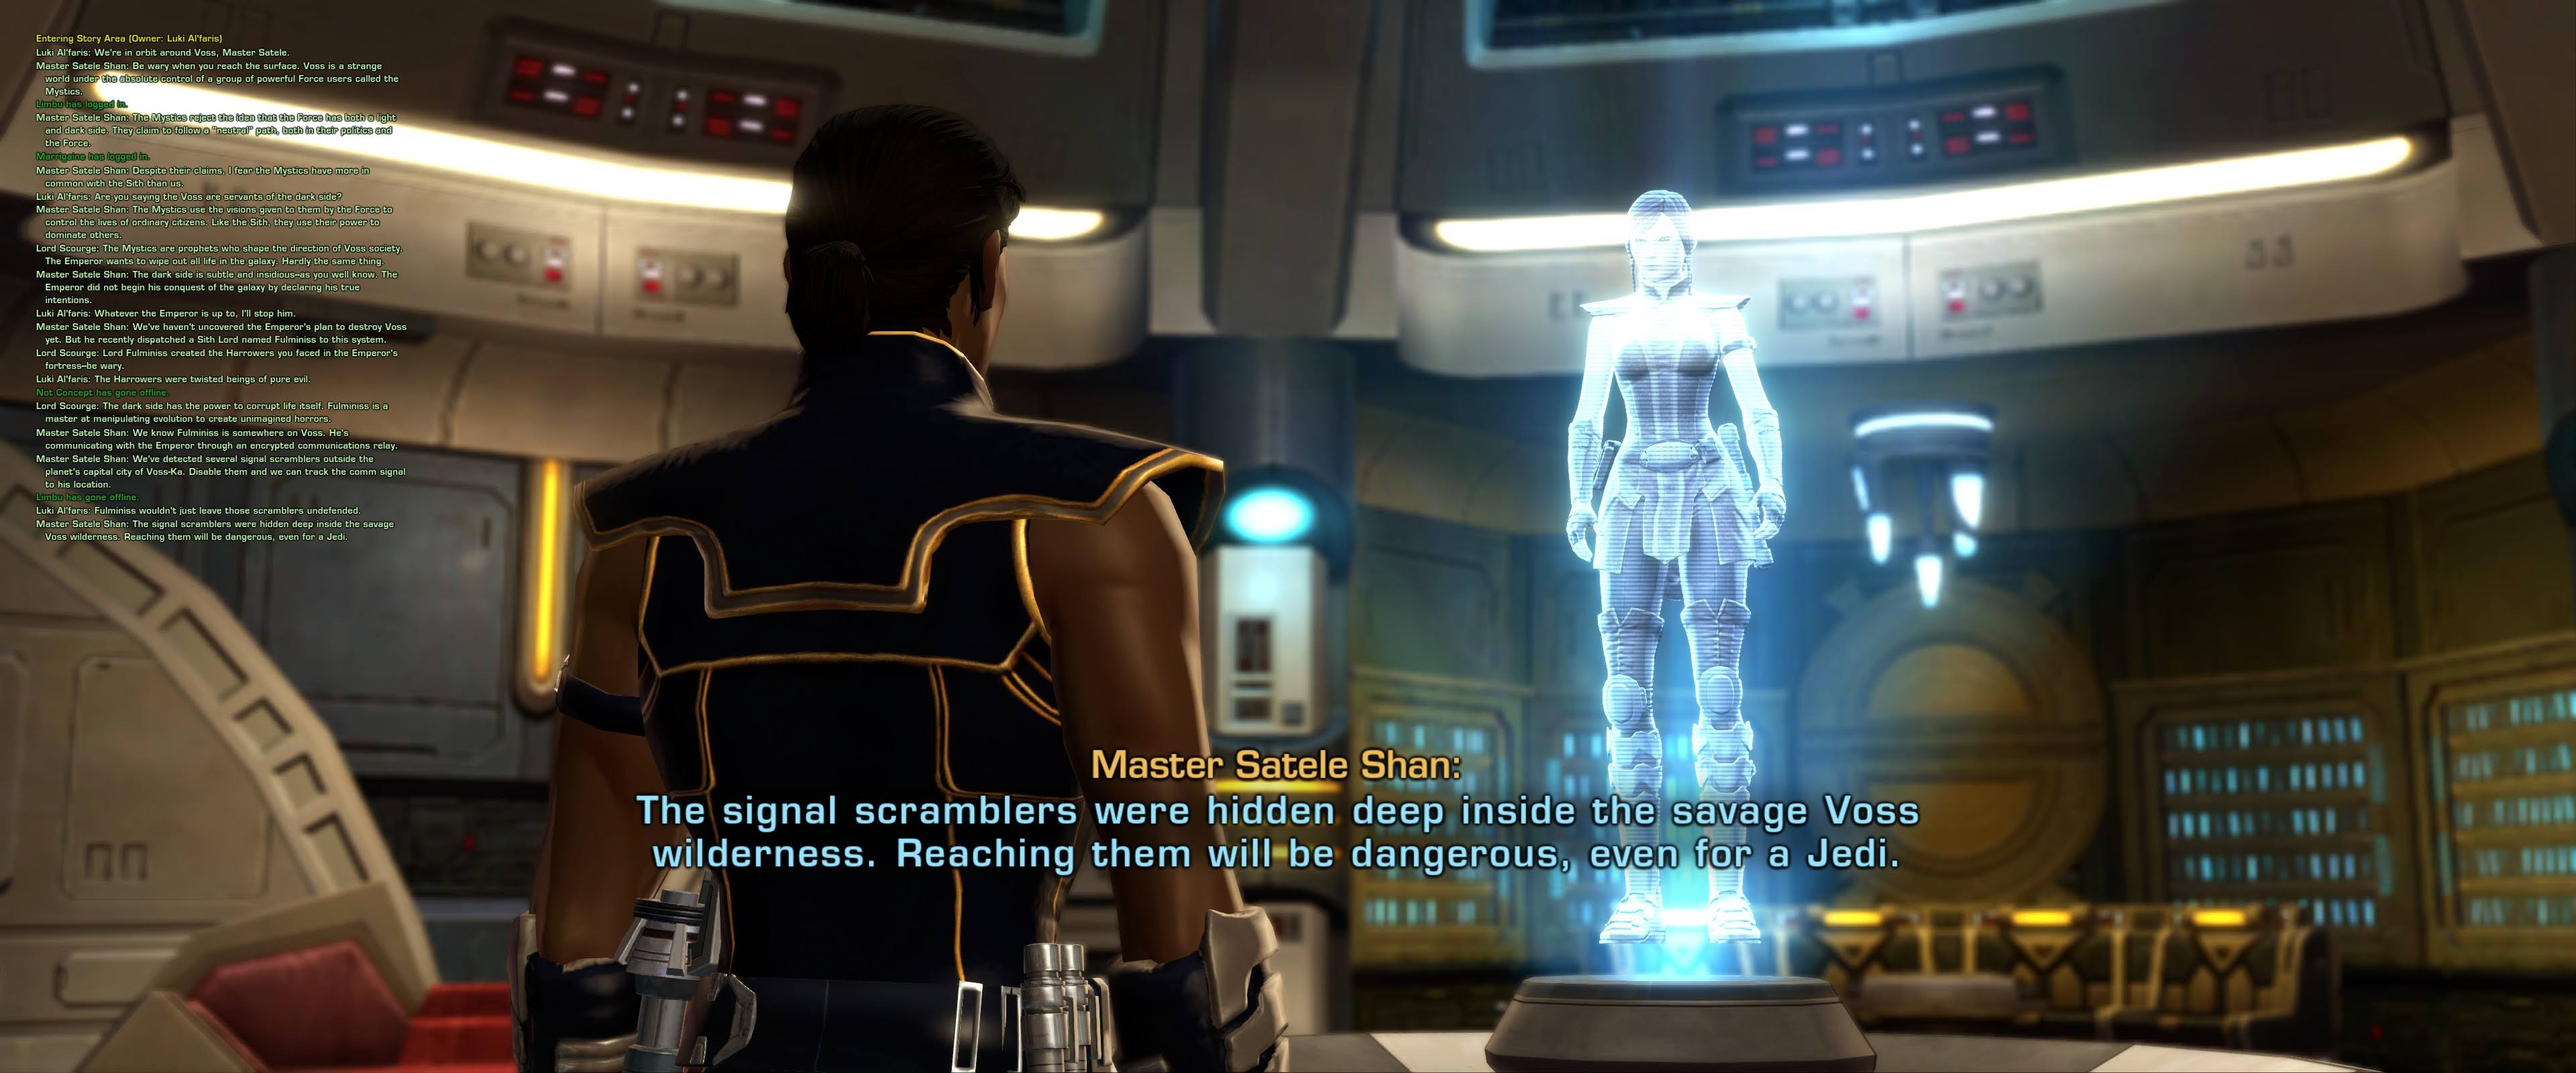 Entering Story Area (Owner: Luki Al'faris)
Luki Al'faris: We're in orbit around Voss, Master Satele.
Master Satele Shan: Be wary when you reach the surface. Voss is a strange
world under the absolute control of a group of powerful Force users called the
Mystics.
Limbu has logged in.
Master Satele Shan: The Mystics reject the idea that the Force has both a light
and dark side. They claim to follow a "neutral" path, both in their politics and
the Force.
Marrigaine has logged in.
Master Satele Shan: Despite their claims, I fear the Mystics have more in
common with the Sith than us.
Luki Al'faris: Are you saying the Voss are servants of the dark side?
Master Satele Shan: The Mystics use the visions given to them by the Force to
control the lives of ordinary citizens. Like the Sith, they use their power to
dominate others.
Lord Scourge: The Mystics are prophets who shape the direction of Voss society.
The Emperor wants to wipe out all life in the galaxy. Hardly the same thing.
Master Satele Shan: The dark side is subtle and insidious—as you well know. The
Emperor did not begin his conquest of the galaxy by declaring his true
intentions.
Luki Al'faris: Whatever the Emperor is up to, I'll stop him.
Master Satele Shan: We've haven't uncovered the Emperor's plan to destroy Voss
yet. But he recently dispatched a Sith Lord named Fulminiss to this system.
Lord Scourge: Lord Fulminiss created the Harrowers you faced in the Emperor's
fortress—be wary.
Luki Al'faris: The Harrowers were twisted beings of pure evil.
Not Concept has gone offline.
Lord Scourge: The dark side has the power to corrupt life itself. Fulminiss is a
master at manipulating evolution to create unimagined horrors.
Master Satele Shan: We know Fulminiss is somewhere on Voss. He's
communicating with the Emperor through an encrypted communications relay.
Master Satele Shan: We've detected several signal scramblers outside the
planet's capital city of Voss-Ka. Disable them and we can track the comm signal
to his location.
Limbu has gone offline.
Luki Al'faris: Fulminiss wouldn't just leave those scramblers undefended.
Master Satele Shan: The signal scramblers were hidden deep inside the savage
Voss wilderness. Reaching them will be dangerous, even for a Jedi.
Master Satele Shan:
The signal scramblers were hidden deep inside the savage Voss
wilderness. Reaching them will be dangerous, even for a Jedi.